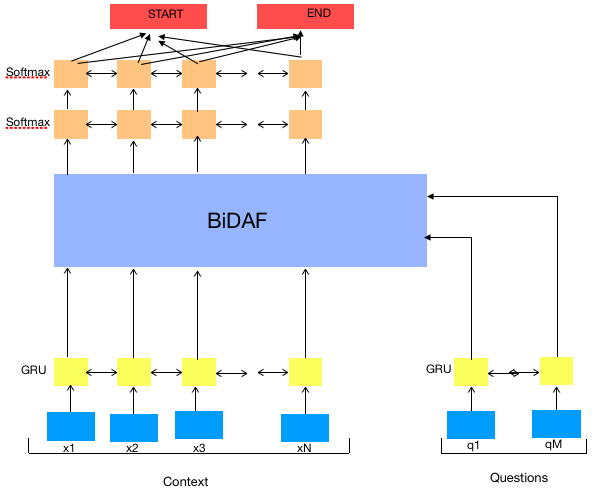 START
END
Softmax
Softmax
BiDAF
GRU
GRU
x1 x2 x3 xN
q1 qM
Context
Questions